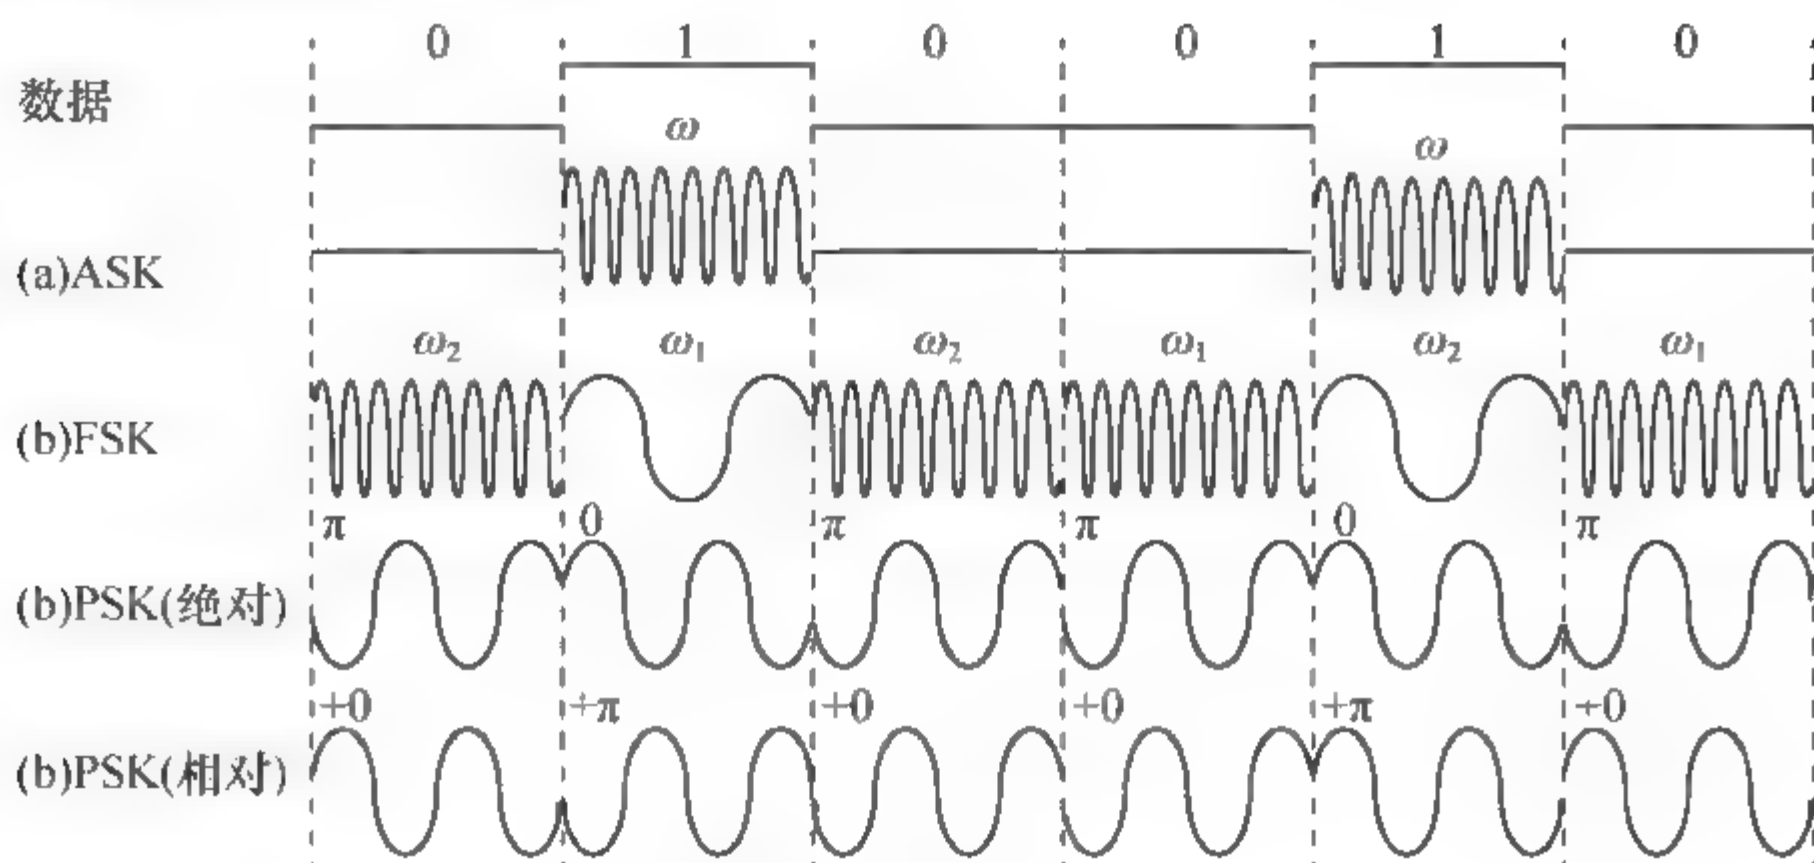 0 1 0 0 1 0
数据
ω ω
(a)ASK
ω₂ ω₁ ω₂ ω₁ ω₂ ω₁
(b)FSK
π 0 π π 0 π
(b)PSK(绝对)
+0 +π +0 +0 +π +0
(b)PSK(相对)